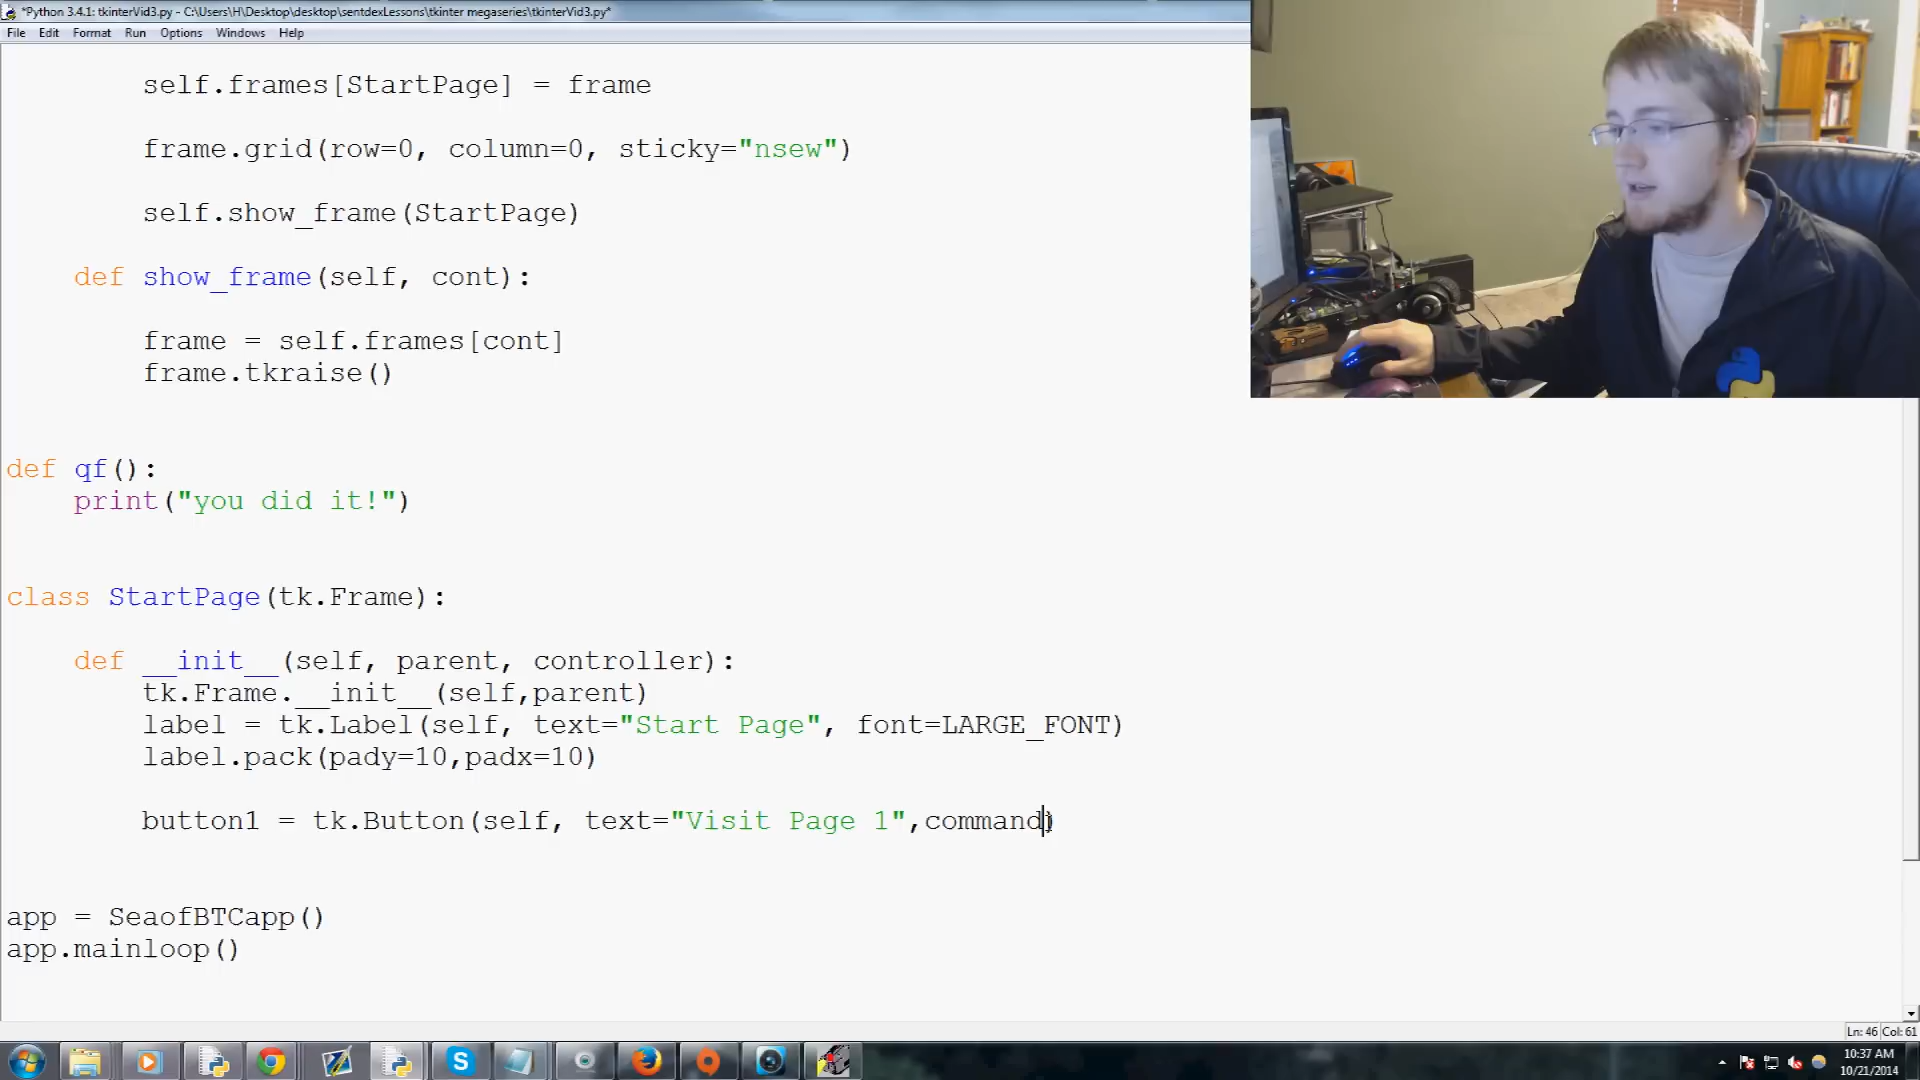 *Python 3.4.1: tkinterVid3.py - C:\Users\H\Desktop\desktop\sentdexLessons\tkinter megaseries\tkinterVid3.py*
File Edit Format Run Options Windows Help
self.frames[StartPage] = frame
frame.grid(row=0, column=0, sticky="nsew")
self.show_frame(StartPage)
def show_frame(self, cont):
frame = self.frames[cont]
frame.tkraise()
def qf():
print("you did it!")
class StartPage(tk.Frame):
def __init__(self, parent, controller):
tk.Frame.__init__(self,parent)
label = tk.Label(self, text="Start Page", font=LARGE_FONT)
label.pack(pady=10,padx=10)
button1 = tk.Button(self, text="Visit Page 1",command)
app = SeaofBTCapp()
app.mainloop()
Ln: 46 Col: 61
10:37 AM
10/21/2014